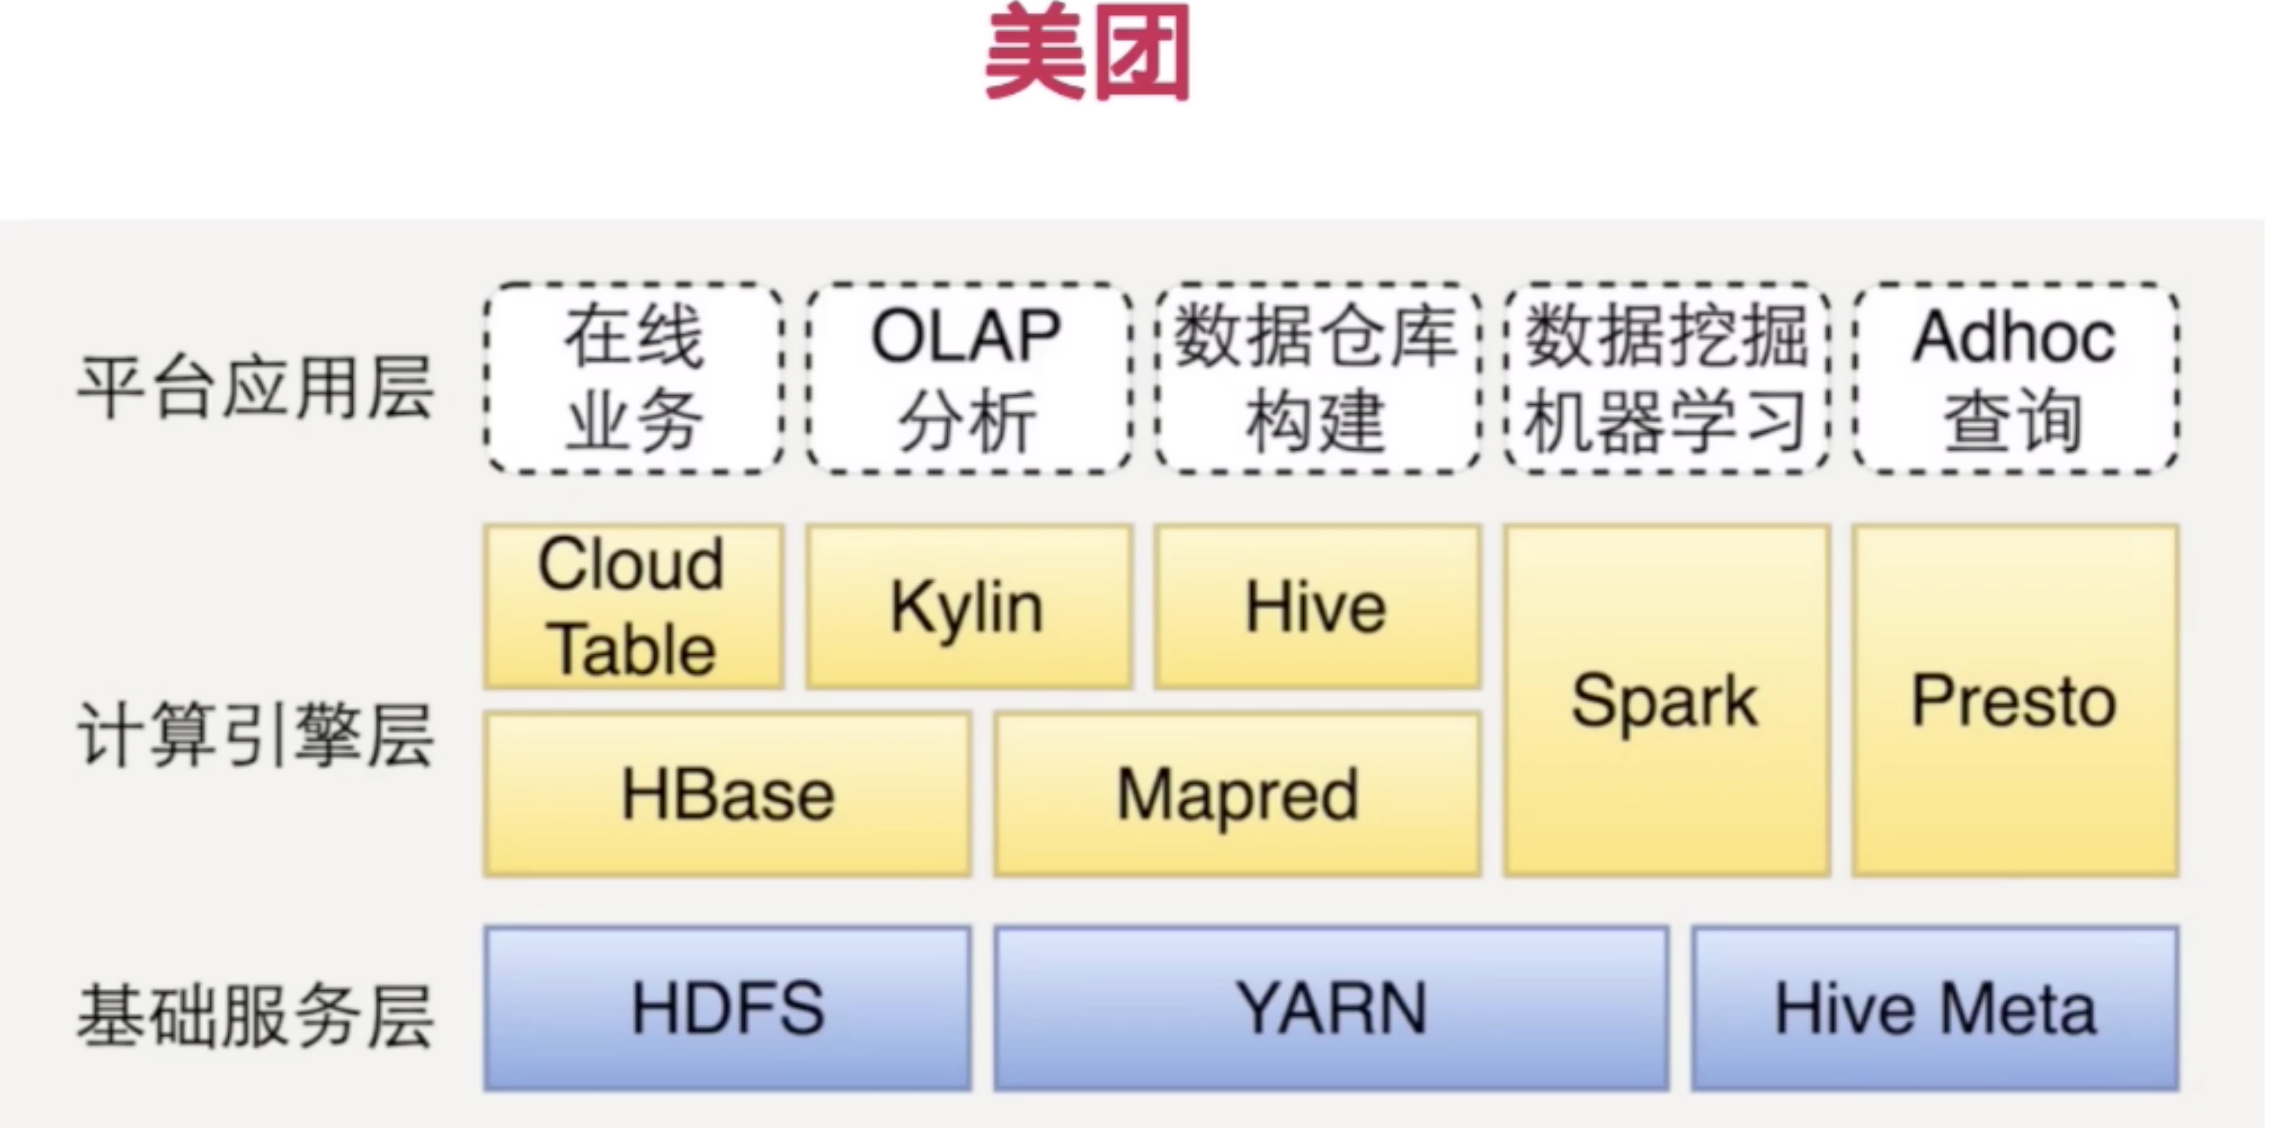 美团
平台应用层
在线
业务
OLAP
分析
数据仓库
构建
数据挖掘
机器学习
Adhoc
查询
计算引擎层
Cloud
Table
Kylin
Hive
Spark
Presto
HBase
Mapred
基础服务层
HDFS
YARN
Hive Meta